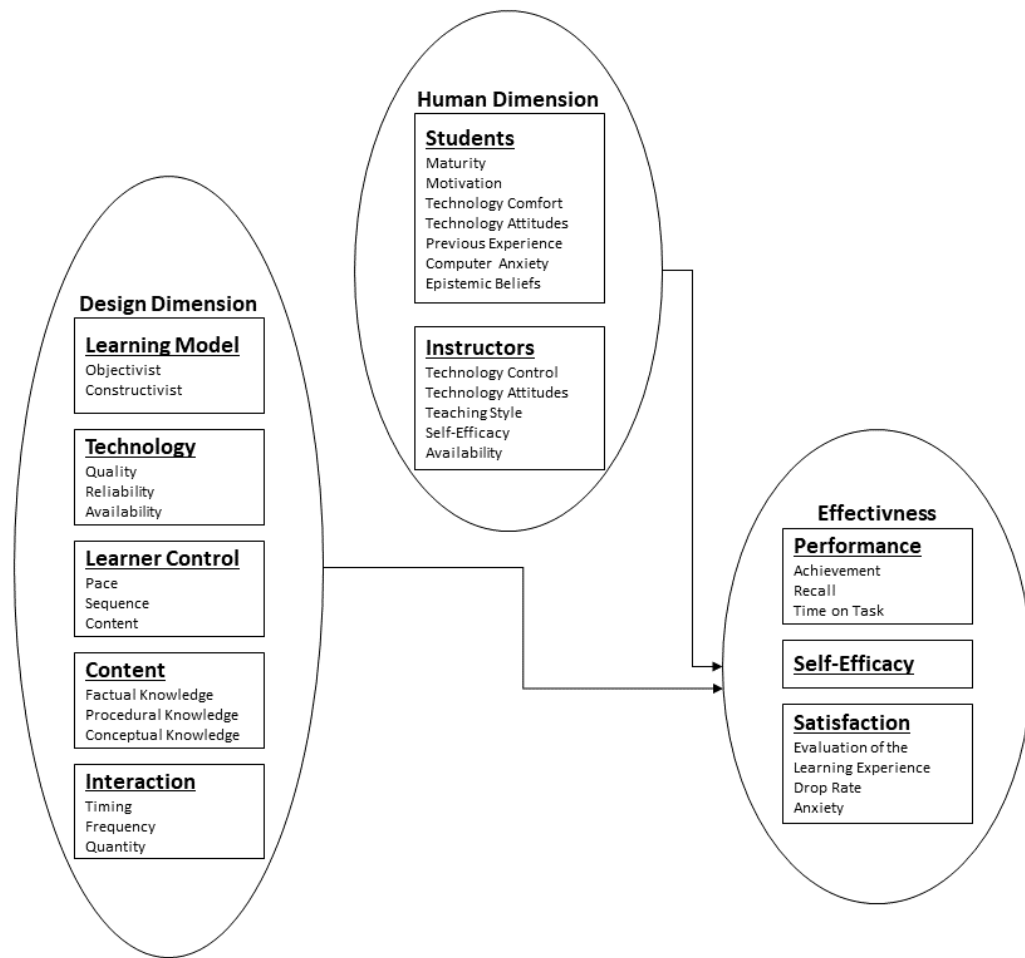 Human Dimension
Students
Maturity
Motivation
Technology Comfort
Technology Attitudes
Previous Experience
Computer Anxiety
Epistemic Beliefs
Instructors
Technology Control
Technology Attitudes
Teaching Style
Self-Efficacy
Availability
Design Dimension
Learning Model
Objectivist
Constructivist
Technology
Quality
Reliability
Availability
Learner Control
Pace
Sequence
Content
Content
Factual Knowledge
Procedural Knowledge
Conceptual Knowledge
Interaction
Timing
Frequency
Quantity
Effectivness
Performance
Achievement
Recall
Time on Task
Self-Efficacy
Satisfaction
Evaluation of the
Learning Experience
Drop Rate
Anxiety